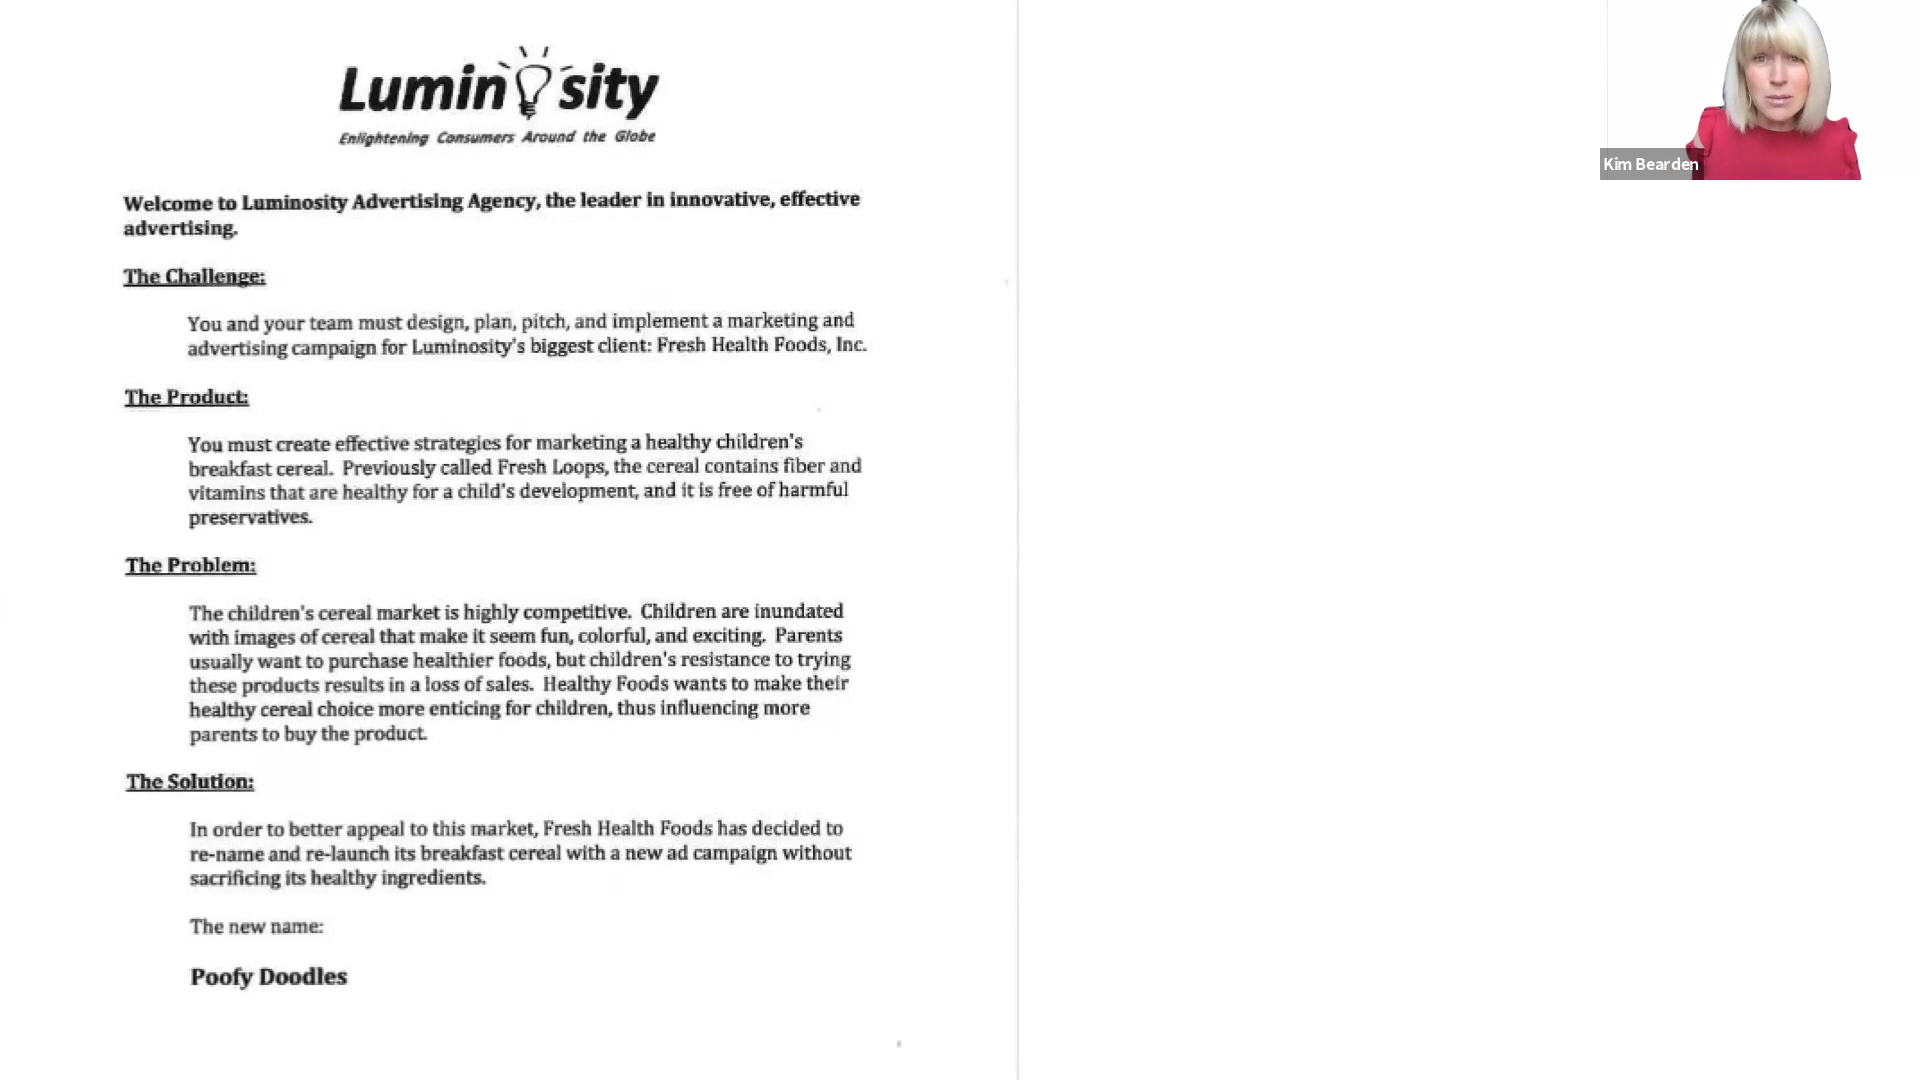 Luminosity
Enlightening Consumers Around the Globe
Kim Bearden
Welcome to Luminosity Advertising Agency, the leader in innovative, effective
advertising.
The Challenge:
You and your team must design, plan, pitch, and implement a marketing and
advertising campaign for Luminosity's biggest client: Fresh Health Foods, Inc.
The Product:
You must create effective strategies for marketing a healthy children's
breakfast cereal. Previously called Fresh Loops, the cereal contains fiber and
vitamins that are healthy for a child's development, and it is free of harmful
preservatives.
The Problem:
The children's cereal market is highly competitive. Children are inundated
with images of cereal that make it seem fun, colorful, and exciting. Parents
usually want to purchase healthier foods, but children's resistance to trying
these products results in a loss of sales. Healthy Foods wants to make their
healthy cereal choice more enticing for children, thus influencing more
parents to buy the product.
The Solution:
In order to better appeal to this market, Fresh Health Foods has decided to
re-name and re-launch its breakfast cereal with a new ad campaign without
sacrificing its healthy ingredients.
The new name:
Poofy Doodles